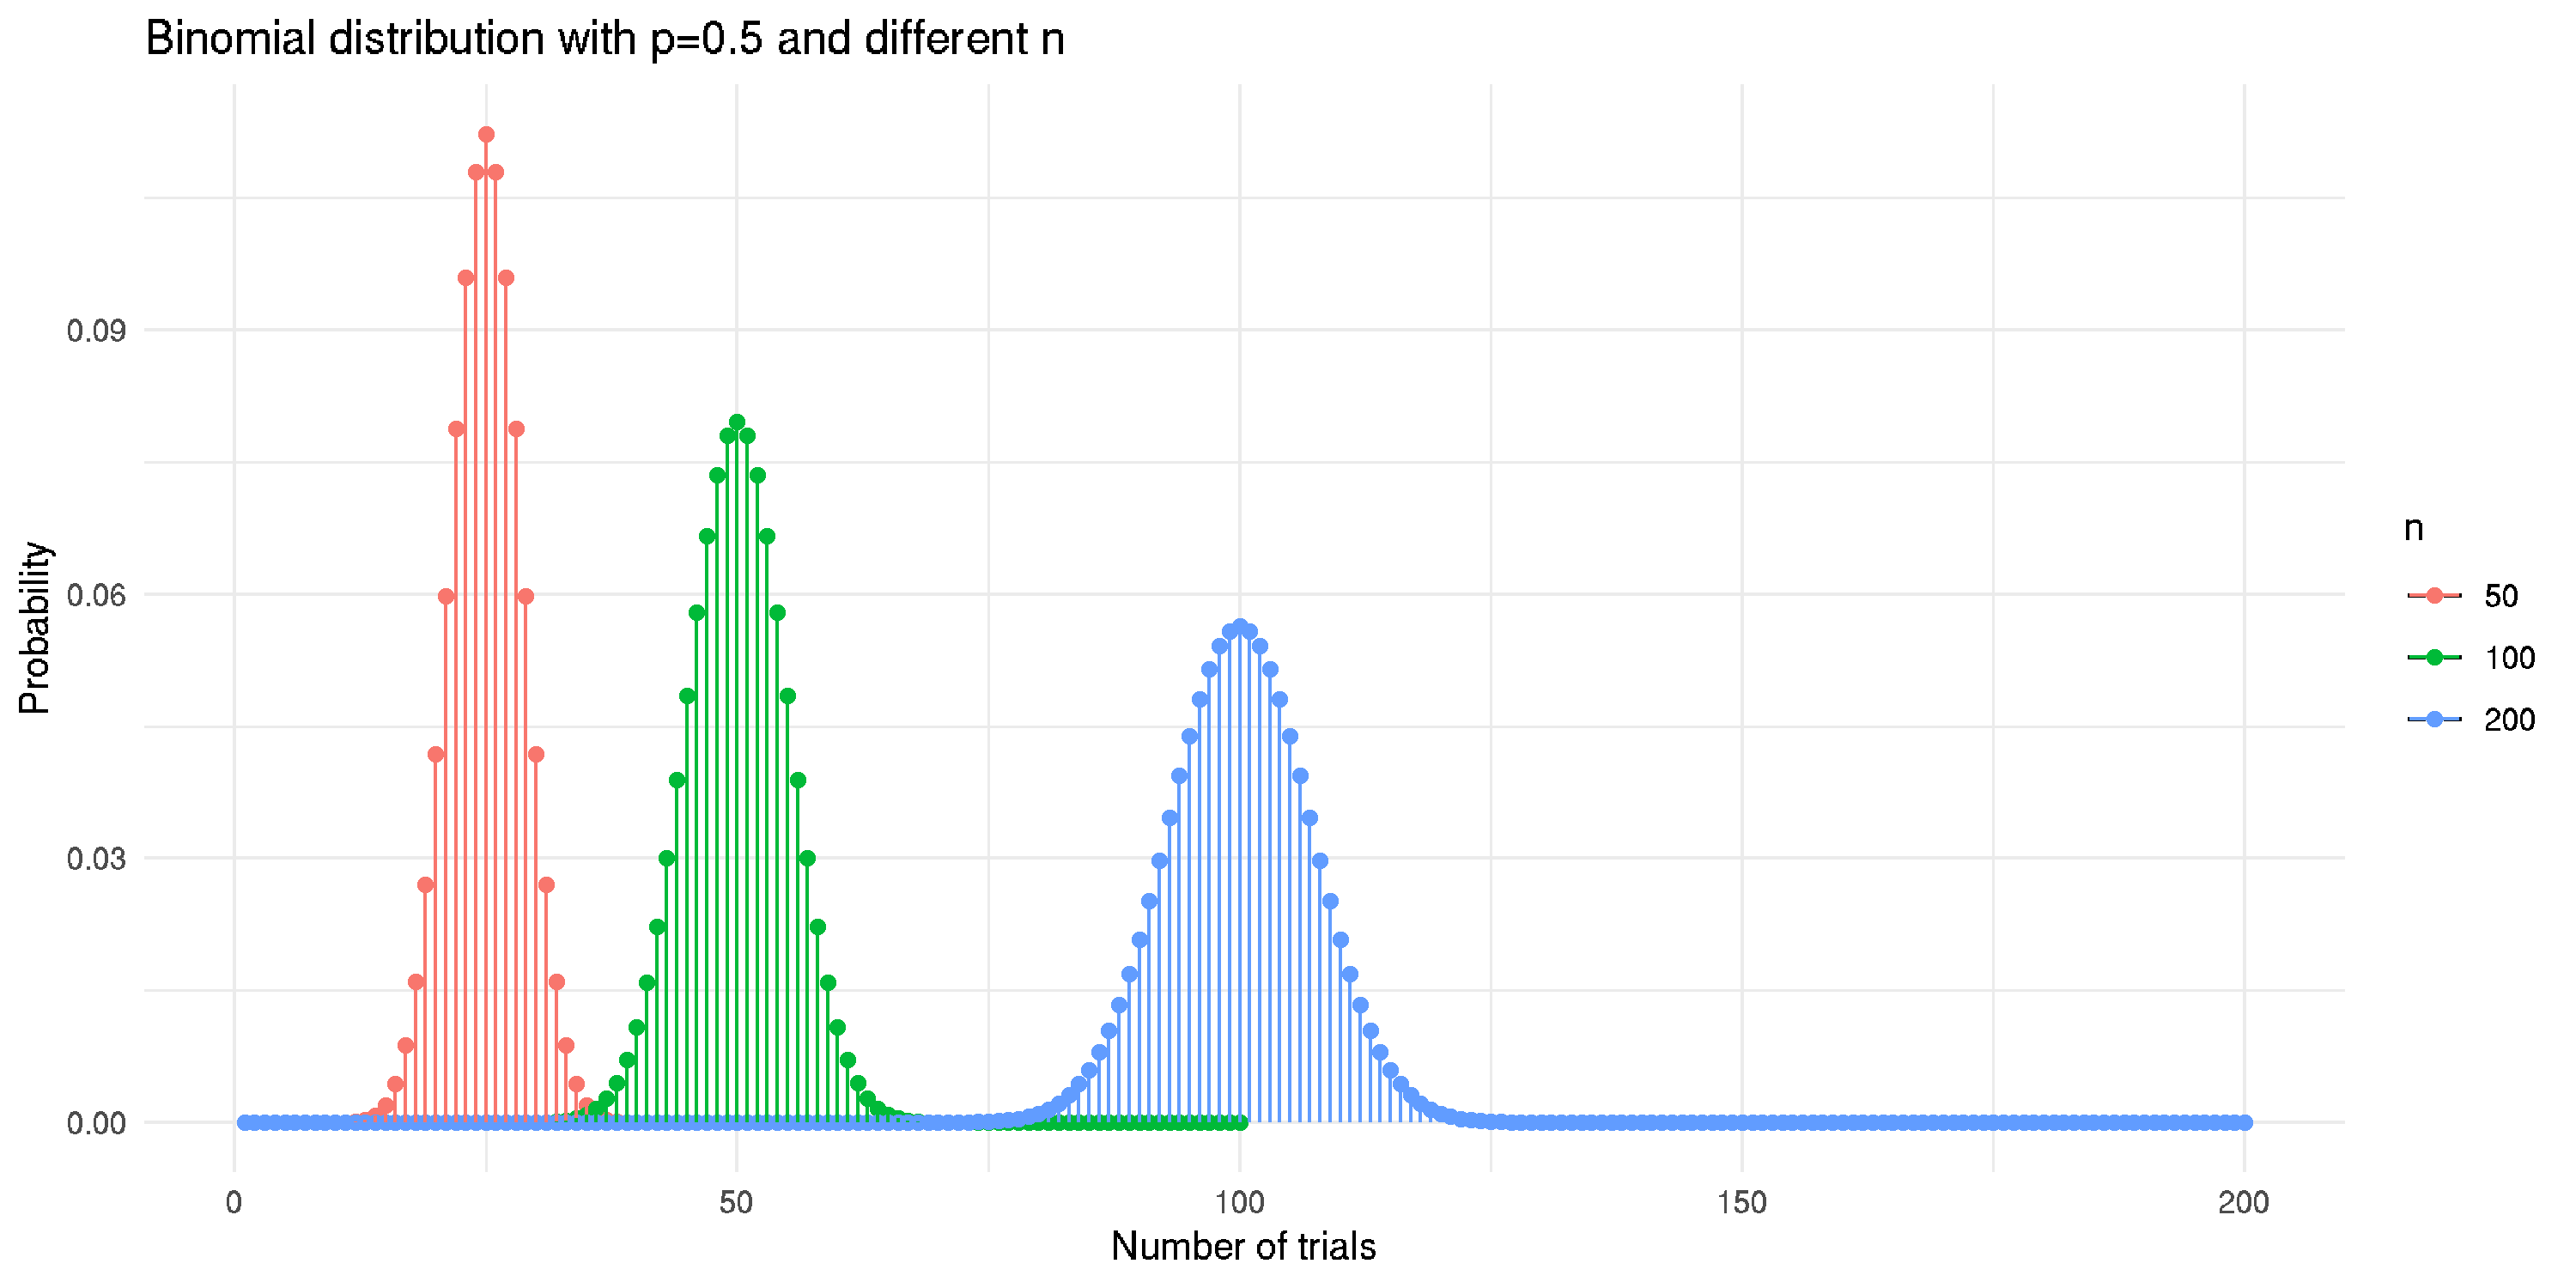 Binomial distribution with p=0.5 and different n
Probability
0.09
0.06
0.03
0.00
0 50 100 150 200
Number of trials
n
50
100
200